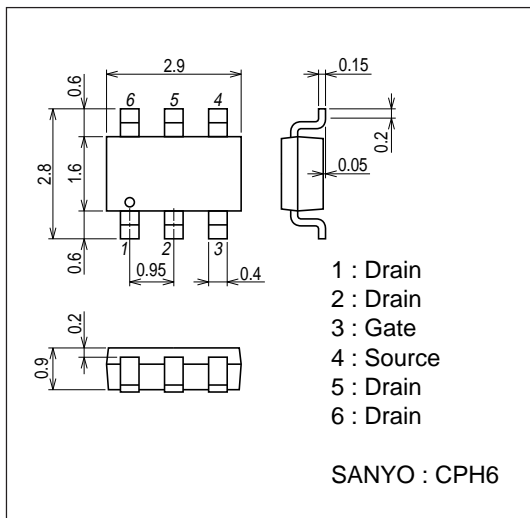 2.9
0.15
0.6
6
5
4
0.2
2.8
1.6
0.05
0.6
1
2
3
0.95
0.4
0.2
0.9
1 : Drain
2 : Drain
3 : Gate
4 : Source
5 : Drain
6 : Drain
SANYO : CPH6